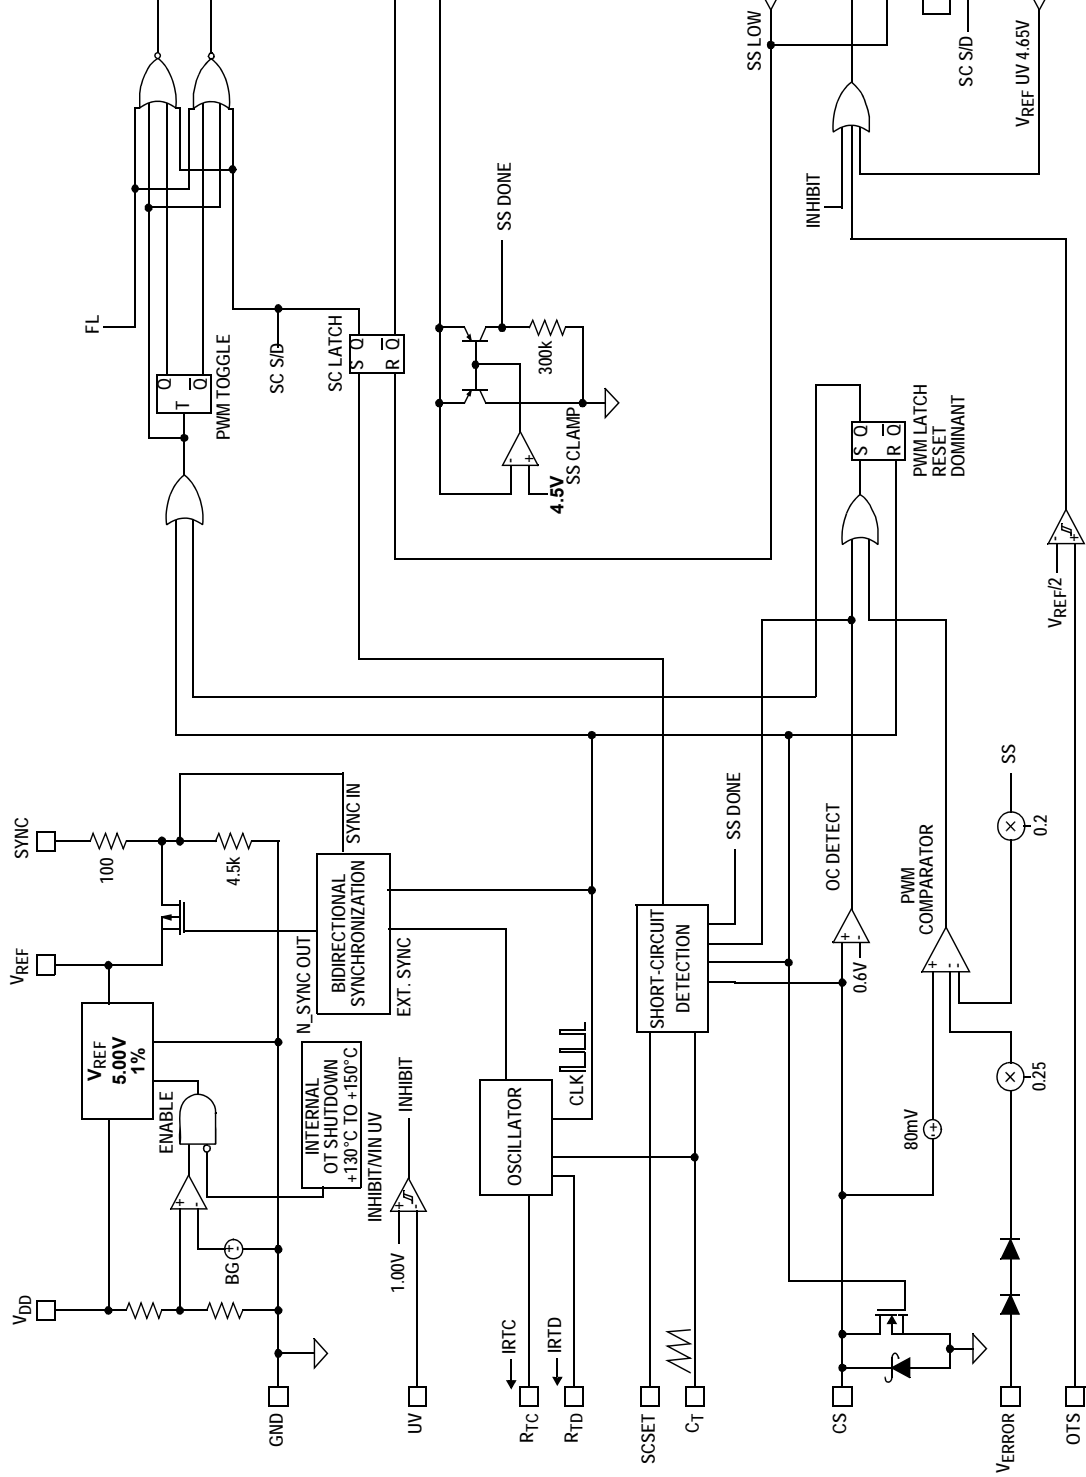 FL
Q
T
Q
PWM TOGGLE
SC S/D
SC LATCH
S Q
R Q
SS DONE
300k
-
+
4.5V
SS CLAMP
SS LOW
SC S/D
VREF UV 4.65V
INHIBIT
S Q
R Q
PWM LATCH
RESET
DOMINANT
VREF/2
-
+
SYNC
100
4.5k
SYNC IN
VREF
VREF
5.00V
1%
ENABLE
N_SYNC OUT
BIDIRECTIONAL
SYNCHRONIZATION
EXT. SYNC
INTERNAL
OT SHUTDOWN
+130°C TO +150°C
INHIBIT/VIN UV
INHIBIT
+
-
1.00V
+
-
BG
+
-
VDD
GND
UV
OSCILLATOR
CLK
IRTC
IRTD
RTC
RTD
SCSET
CT
SHORT-CIRCUIT
DETECTION
SS DONE
OC DETECT
+
-
0.6V
PWM
COMPARATOR
+
-
-
SS
×
0.2
×
0.25
80mV
-
+
CS
VERROR
OTS